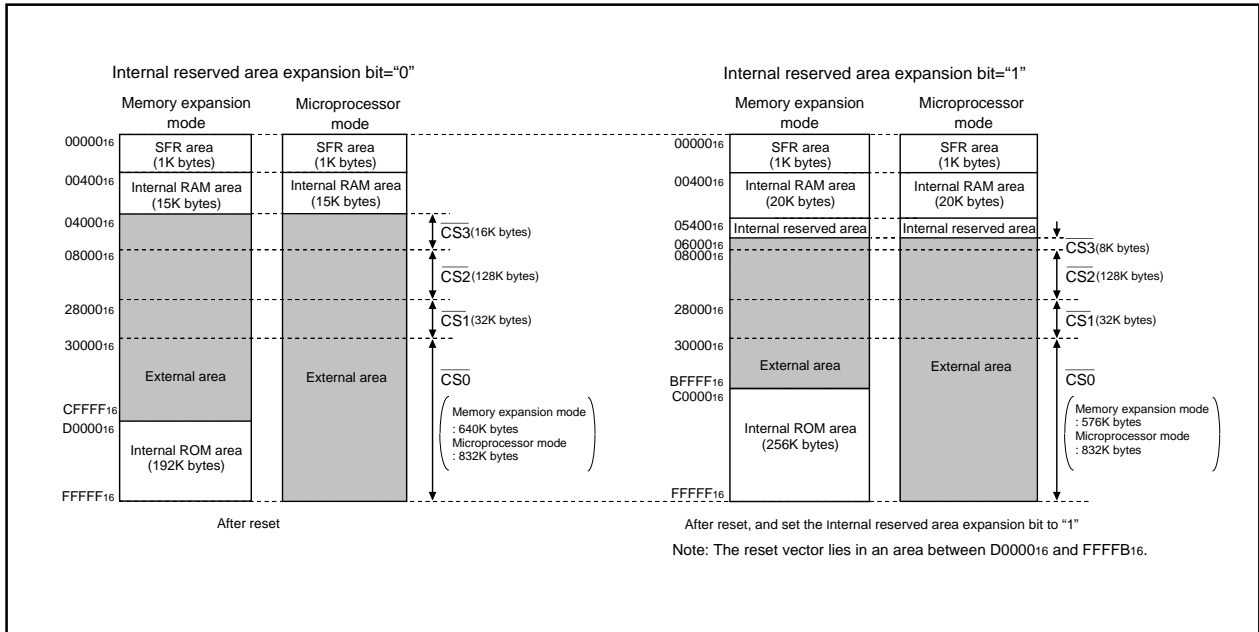 Internal reserved area expansion bit=“0”
Memory expansion mode
Microprocessor mode
0000016
SFR area (1K bytes)
SFR area (1K bytes)
0040016
Internal RAM area (15K bytes)
Internal RAM area (15K bytes)
0400016
CS3 (16K bytes)
0800016
CS2 (128K bytes)
2800016
CS1 (32K bytes)
3000016
External area
External area
CS0
Memory expansion mode : 640K bytes
Microprocessor mode : 832K bytes
CFFFF16
D000016
Internal ROM area (192K bytes)
FFFFF16
After reset
Internal reserved area expansion bit=“1”
Memory expansion mode
Microprocessor mode
0000016
SFR area (1K bytes)
SFR area (1K bytes)
0040016
Internal RAM area (20K bytes)
Internal RAM area (20K bytes)
0540016
Internal reserved area
Internal reserved area
0600016
CS3 (8K bytes)
0800016
CS2 (128K bytes)
2800016
CS1 (32K bytes)
3000016
External area
External area
CS0
Memory expansion mode : 576K bytes
Microprocessor mode : 832K bytes
BFFFF16
C000016
Internal ROM area (256K bytes)
FFFFF16
After reset, and set the Internal reserved area expansion bit to “1”
Note: The reset vector lies in an area between D000016 and FFFFB16.